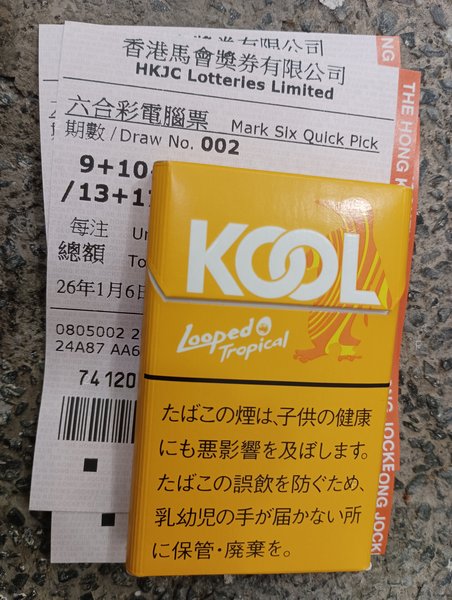 香港馬會獎券有限公司
HKJC Lotteries Limited
六合彩電腦票 Mark Six Quick Pick
期數/Draw No. 002
9+10
/13+1
每注
總額
26年1月6日
0805002
24A87
74120
THE HONG
JOCKEY
KOOL
Looped
Tropical
たばこの煙は、子供の健康
にも悪影響を及ぼします。
たばこの誤飲を防ぐため、
乳幼児の手が届かない所
に保管・廃棄を。